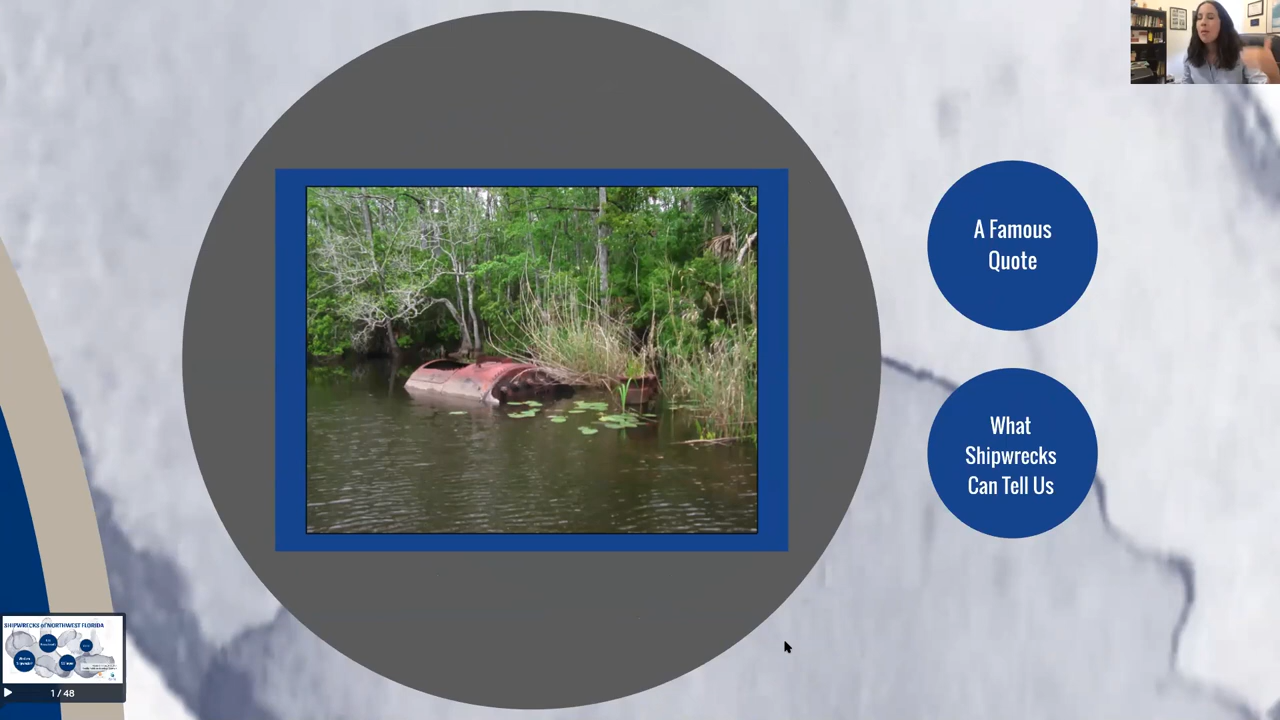 A Famous
Quote
What
Shipwrecks
Can Tell Us
SHIPWRECKS of NORTHWEST FLORIDA
1 / 48